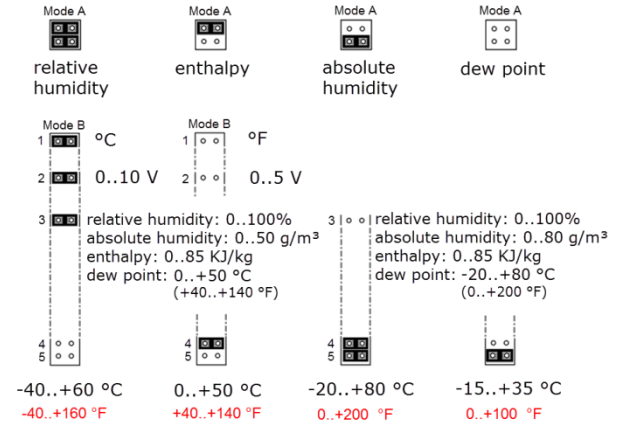 Mode A
relative
humidity
Mode A
enthalpy
Mode A
absolute
humidity
Mode A
dew point
Mode B
1 °C
2 0..10 V
3 relative humidity: 0..100%
absolute humidity: 0..50 g/m³
enthalpy: 0..85 KJ/kg
dew point: 0..+50 °C
(+40..+140 °F)
Mode B
1 °F
2 0..5 V
3 relative humidity: 0..100%
absolute humidity: 0..80 g/m³
enthalpy: 0..85 KJ/kg
dew point: -20..+80 °C
(0..+200 °F)
4
5
-40..+60 °C
-40..+160 °F
4
5
0..+50 °C
+40..+140 °F
4
5
-20..+80 °C
0..+200 °F
-15..+35 °C
0..+100 °F